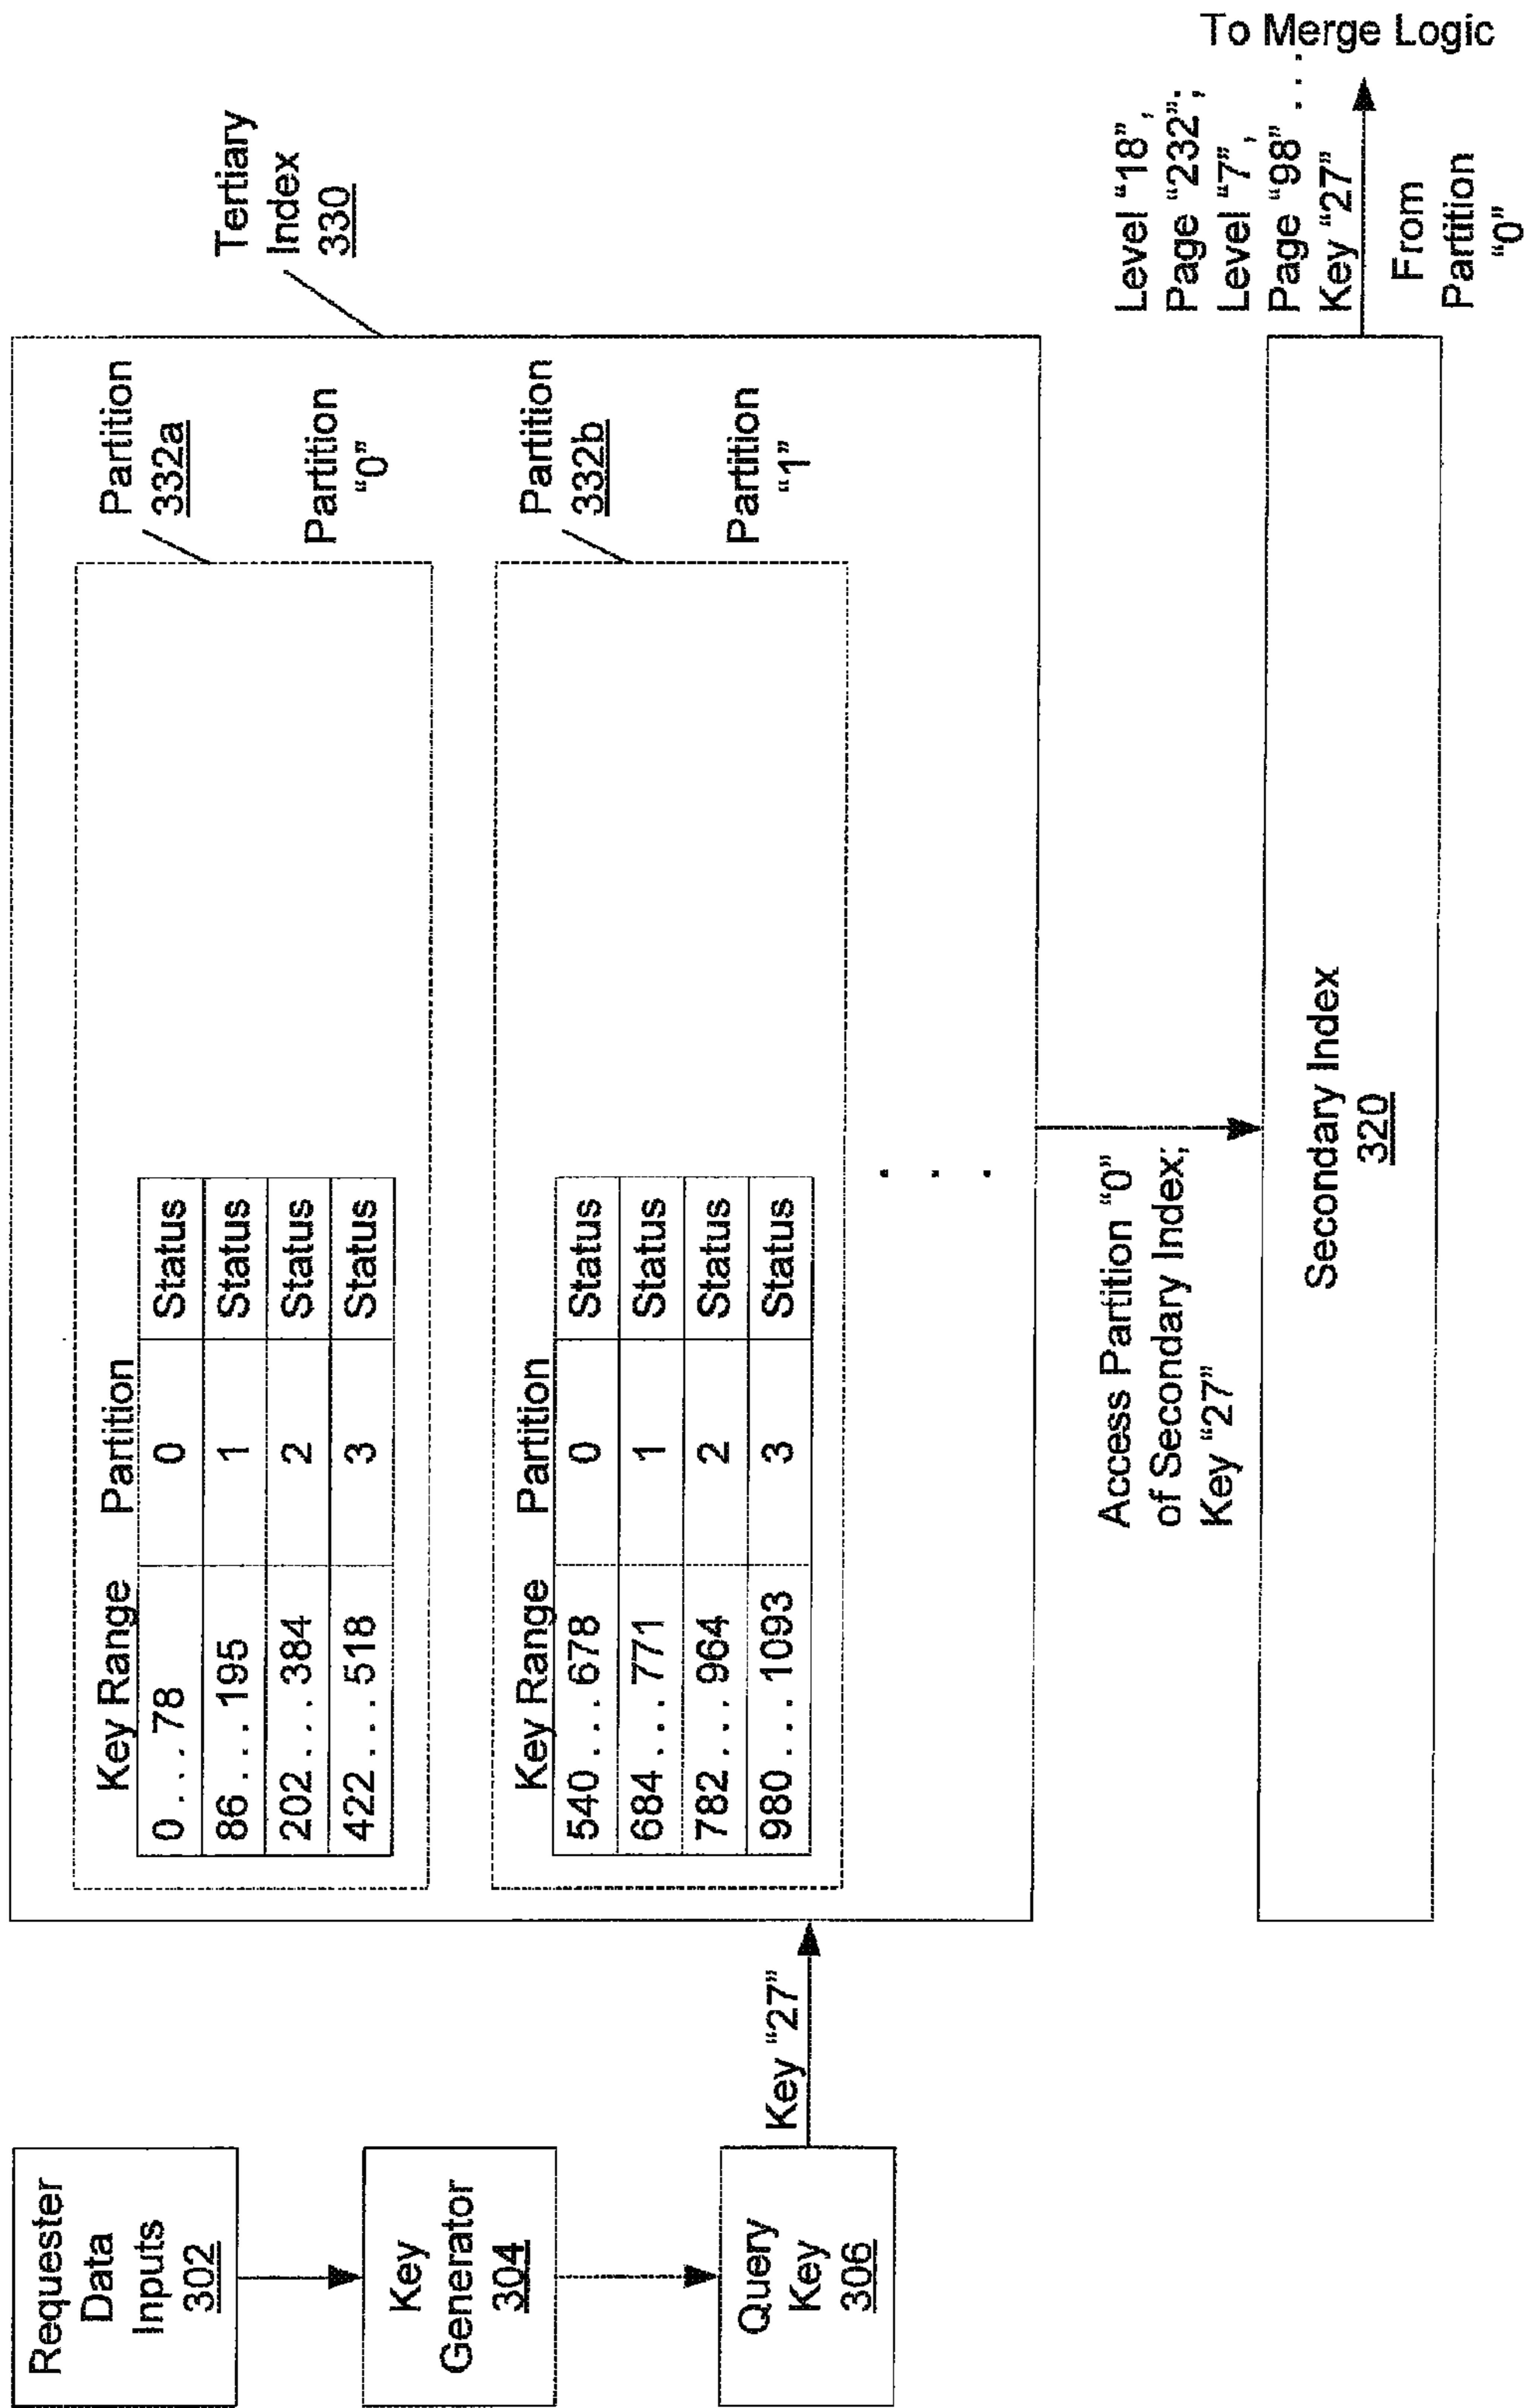 Requester
Data
Inputs
302
Key
Generator
304
Query
Key
306
Key “27”
Tertiary
Index
330
Partition
332a
Partition
“0”
Key Range Partition
0 . . . 78 0 Status
86 . . . 195 1 Status
202 . . . 384 2 Status
422 . . . 518 3 Status
Partition
332b
Partition
“1”
Key Range Partition
540 . . . 678 0 Status
684 . . . 771 1 Status
782 . . . 964 2 Status
980 . . . 1093 3 Status
. . .
Access Partition “0”
of Secondary Index;
Key “27”
Secondary Index
320
Level “18”,
Page “232”;
Level “7”,
Page “98” . . .
Key “27”
From
Partition
“0”
To Merge Logic